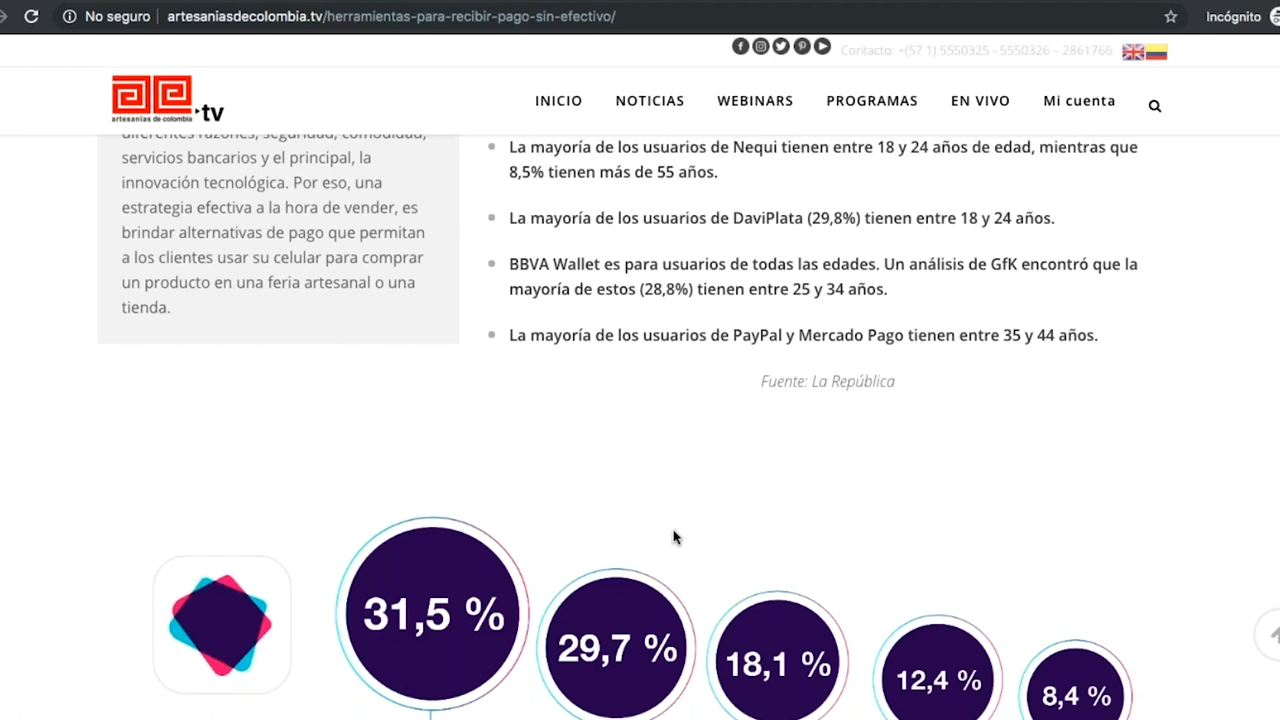 No seguro
artesaniasdecolombia.tv/herramientas-para-recibir-pago-sin-efectivo/
Incógnito
Contacto: +(57 1) 5550325 - 5550326 – 2861766
artesanías de colombia
tv
INICIO
NOTICIAS
WEBINARS
PROGRAMAS
EN VIVO
Mi cuenta
diferentes razones, seguridad, comodidad,
servicios bancarios y el principal, la
innovación tecnológica. Por eso, una
estrategia efectiva a la hora de vender, es
brindar alternativas de pago que permitan
a los clientes usar su celular para comprar
un producto en una feria artesanal o una
tienda.
La mayoría de los usuarios de Nequi tienen entre 18 y 24 años de edad, mientras que
8,5% tienen más de 55 años.
La mayoría de los usuarios de DaviPlata (29,8%) tienen entre 18 y 24 años.
BBVA Wallet es para usuarios de todas las edades. Un análisis de GfK encontró que la
mayoría de estos (28,8%) tienen entre 25 y 34 años.
La mayoría de los usuarios de PayPal y Mercado Pago tienen entre 35 y 44 años.
Fuente: La República
31,5 %
29,7 %
18,1 %
12,4 %
8,4 %